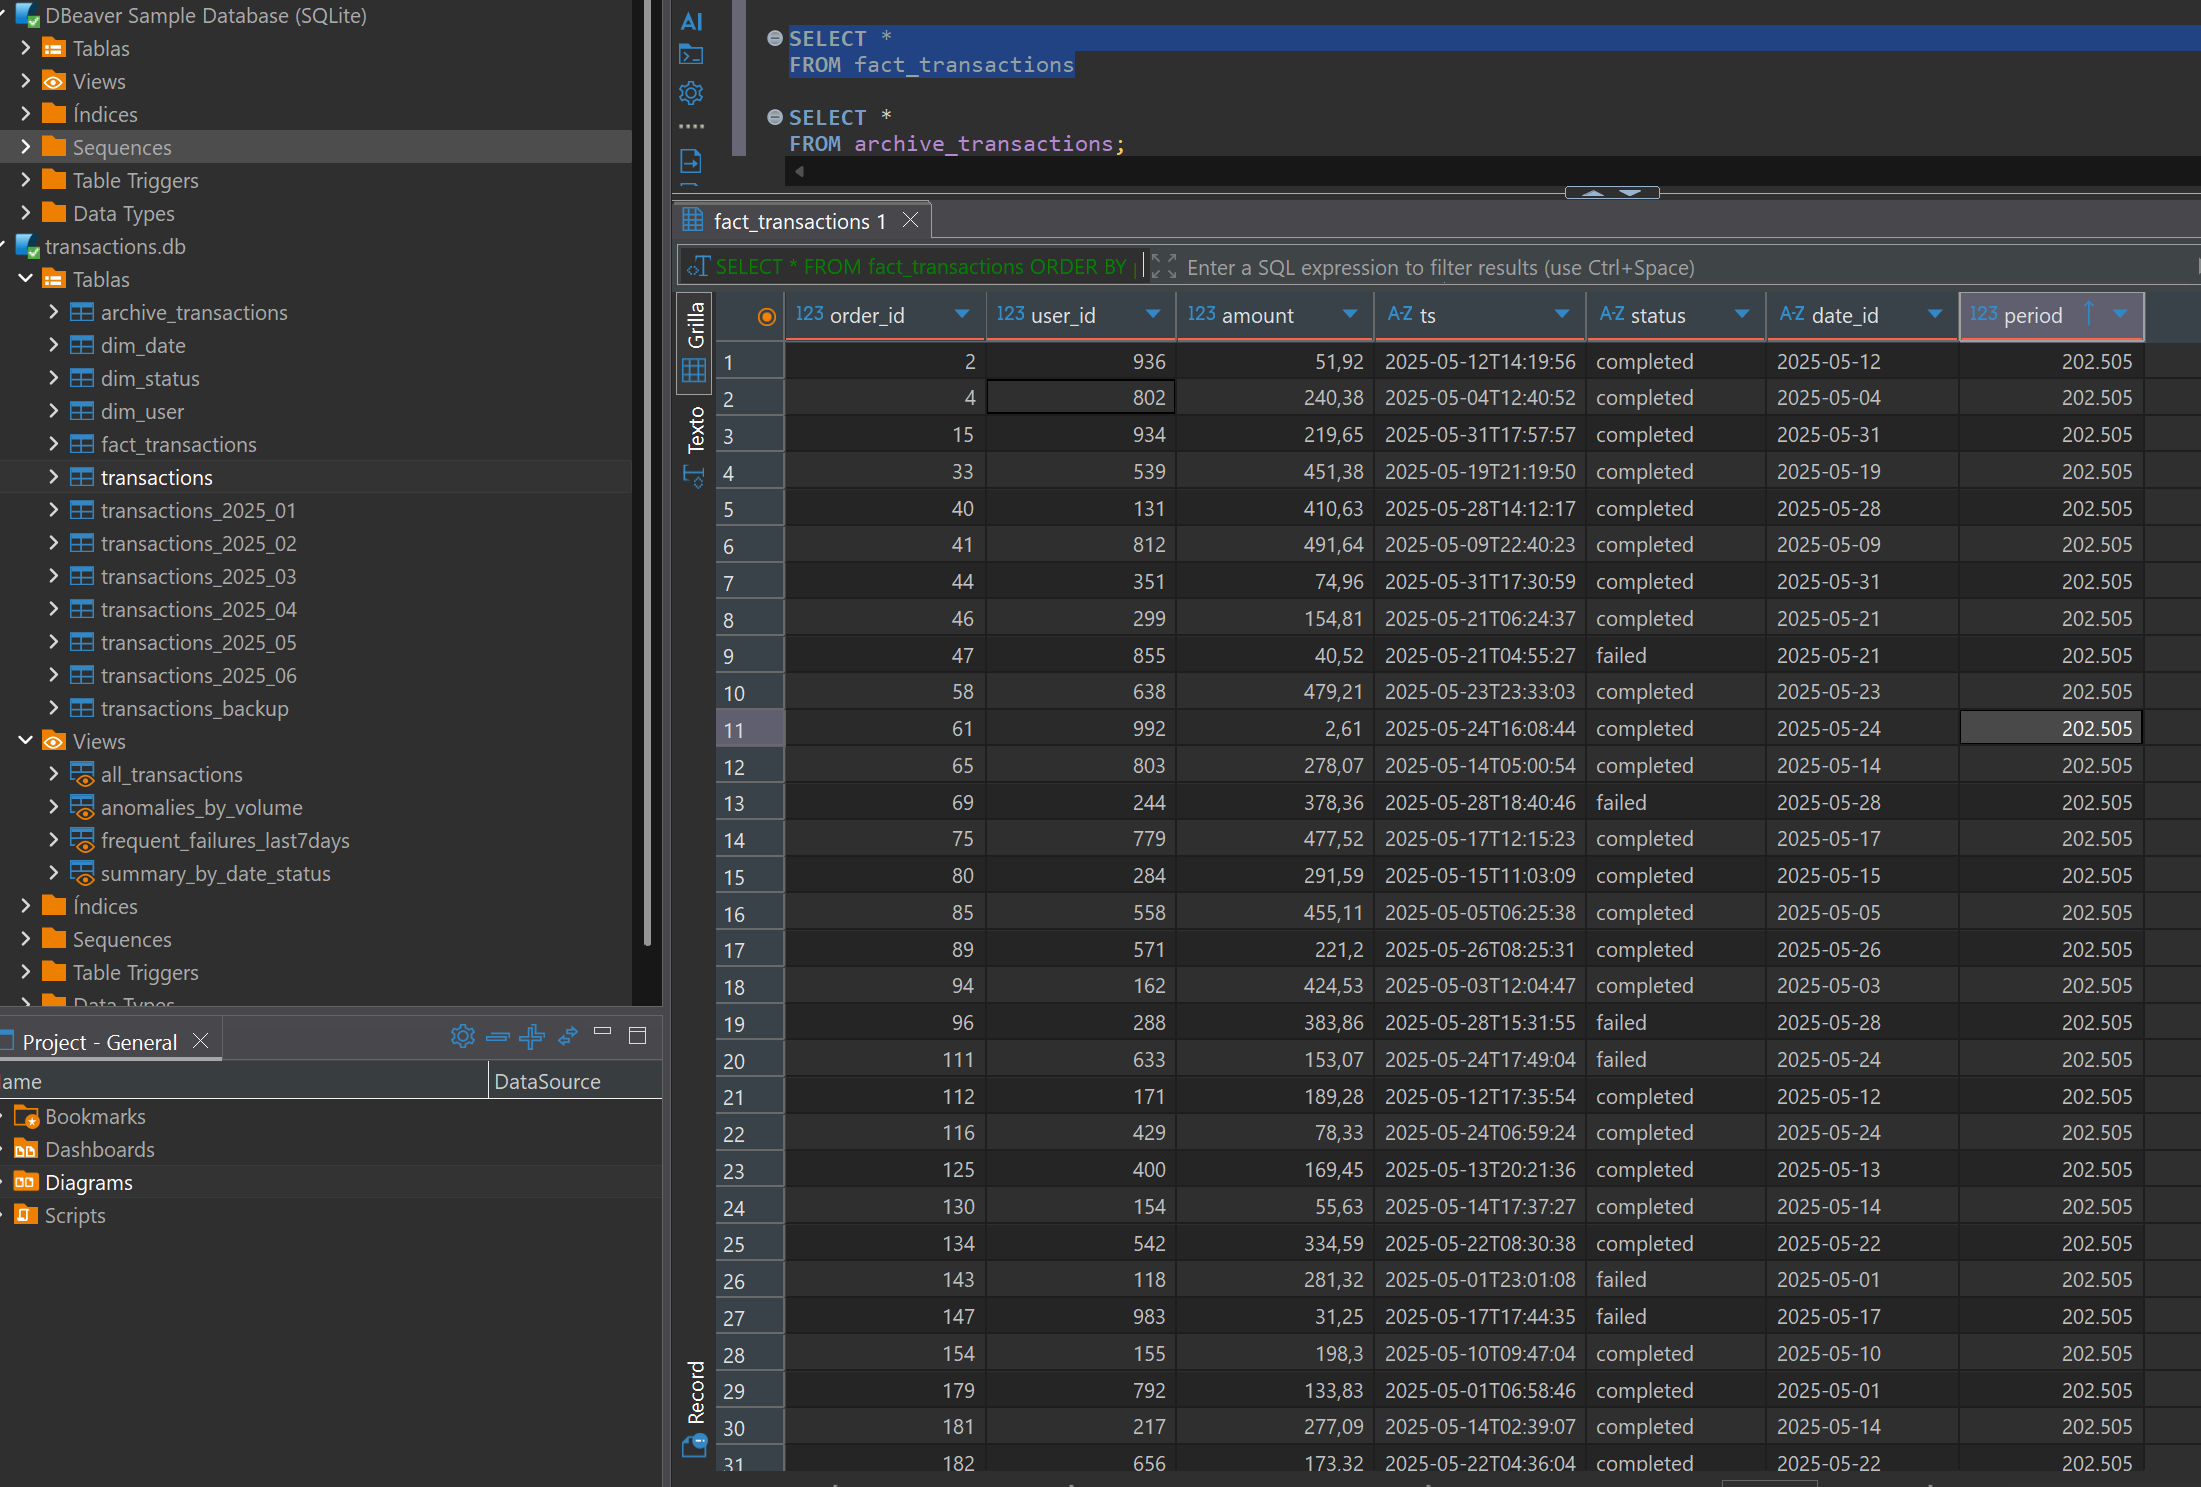 DBeaver Sample Database (SQLite)
Tablas
Views
Índices
Sequences
Table Triggers
Data Types
transactions.db
Tablas
archive_transactions
dim_date
dim_status
dim_user
fact_transactions
transactions
transactions_2025_01
transactions_2025_02
transactions_2025_03
transactions_2025_04
transactions_2025_05
transactions_2025_06
transactions_backup
Views
all_transactions
anomalies_by_volume
frequent_failures_last7days
summary_by_date_status
Índices
Sequences
Table Triggers
Data Types
Project - General
ame DataSource
Bookmarks
Dashboards
Diagrams
Scripts
AI
SELECT *
FROM fact_transactions
SELECT *
FROM archive_transactions;
fact_transactions 1
SELECT * FROM fact_transactions ORDER BY
Enter a SQL expression to filter results (use Ctrl+Space)
Grilla
Texto
Record
123 order_id 123 user_id 123 amount A-Z ts A-Z status A-Z date_id 123 period
1 2 936 51,92 2025-05-12T14:19:56 completed 2025-05-12 202.505
2 4 802 240,38 2025-05-04T12:40:52 completed 2025-05-04 202.505
3 15 934 219,65 2025-05-31T17:57:57 completed 2025-05-31 202.505
4 33 539 451,38 2025-05-19T21:19:50 completed 2025-05-19 202.505
5 40 131 410,63 2025-05-28T14:12:17 completed 2025-05-28 202.505
6 41 812 491,64 2025-05-09T22:40:23 completed 2025-05-09 202.505
7 44 351 74,96 2025-05-31T17:30:59 completed 2025-05-31 202.505
8 46 299 154,81 2025-05-21T06:24:37 completed 2025-05-21 202.505
9 47 855 40,52 2025-05-21T04:55:27 failed 2025-05-21 202.505
10 58 638 479,21 2025-05-23T23:33:03 completed 2025-05-23 202.505
11 61 992 2,61 2025-05-24T16:08:44 completed 2025-05-24 202.505
12 65 803 278,07 2025-05-14T05:00:54 completed 2025-05-14 202.505
13 69 244 378,36 2025-05-28T18:40:46 failed 2025-05-28 202.505
14 75 779 477,52 2025-05-17T12:15:23 completed 2025-05-17 202.505
15 80 284 291,59 2025-05-15T11:03:09 completed 2025-05-15 202.505
16 85 558 455,11 2025-05-05T06:25:38 completed 2025-05-05 202.505
17 89 571 221,2 2025-05-26T08:25:31 completed 2025-05-26 202.505
18 94 162 424,53 2025-05-03T12:04:47 completed 2025-05-03 202.505
19 96 288 383,86 2025-05-28T15:31:55 failed 2025-05-28 202.505
20 111 633 153,07 2025-05-24T17:49:04 failed 2025-05-24 202.505
21 112 171 189,28 2025-05-12T17:35:54 completed 2025-05-12 202.505
22 116 429 78,33 2025-05-24T06:59:24 completed 2025-05-24 202.505
23 125 400 169,45 2025-05-13T20:21:36 completed 2025-05-13 202.505
24 130 154 55,63 2025-05-14T17:37:27 completed 2025-05-14 202.505
25 134 542 334,59 2025-05-22T08:30:38 completed 2025-05-22 202.505
26 143 118 281,32 2025-05-01T23:01:08 failed 2025-05-01 202.505
27 147 983 31,25 2025-05-17T17:44:35 failed 2025-05-17 202.505
28 154 155 198,3 2025-05-10T09:47:04 completed 2025-05-10 202.505
29 179 792 133,83 2025-05-01T06:58:46 completed 2025-05-01 202.505
30 181 217 277,09 2025-05-14T02:39:07 completed 2025-05-14 202.505
31 182 656 173,32 2025-05-22T04:36:04 completed 2025-05-22 202.505